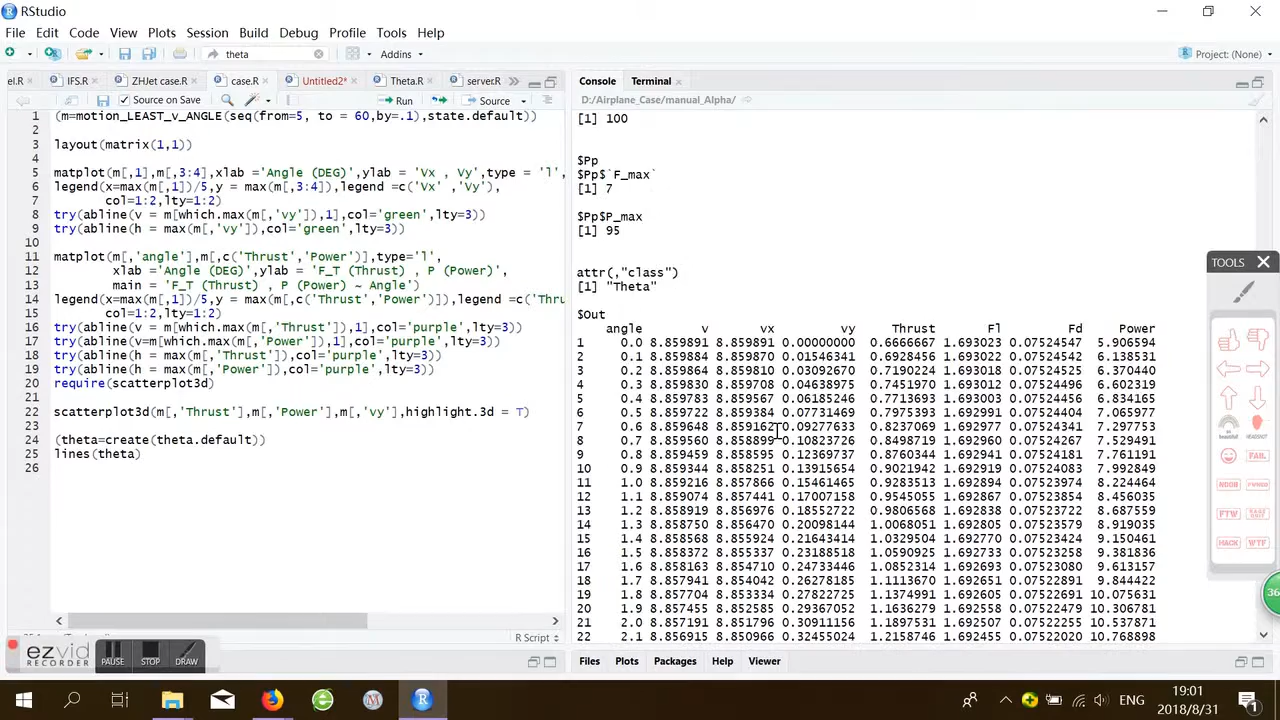 RStudio
File Edit Code View Plots Session Build Debug Profile Tools Help
theta Addins Project: (None)
el.R IFS.R ZHJet case.R case.R Untitled2* Theta.R server.R
Source on Save Run Source
1 (m=motion_LEAST_v_ANGLE(seq(from=5, to = 60,by=.1),state.default))
2
3 layout(matrix(1,1))
4
5 matplot(m[,1],m[,3:4],xlab ='Angle (DEG)',ylab = 'Vx , Vy',type = 'l',
6 legend(x=max(m[,1])/5,y = max(m[,3:4]),legend =c('Vx' ,'Vy'),
7 col=1:2,lty=1:2)
8 try(abline(v = m[which.max(m[,'vy']),1],col='green',lty=3))
9 try(abline(h = max(m[,'vy']),col='green',lty=3))
10
11 matplot(m[,'angle'],m[,c('Thrust','Power')],type='l',
12 xlab ='Angle (DEG)',ylab = 'F_T (Thrust) , P (Power)',
13 main = 'F_T (Thrust) , P (Power) ~ Angle')
14 legend(x=max(m[,1])/5,y = max(m[,c('Thrust','Power')]),legend =c('Thru
15 col=1:2,lty=1:2)
16 try(abline(v = m[which.max(m[,'Thrust']),1],col='purple',lty=3))
17 try(abline(v=m[which.max(m[,'Power']),1],col='purple',lty=3))
18 try(abline(h = max(m[,'Thrust']),col='purple',lty=3))
19 try(abline(h = max(m[,'Power']),col='purple',lty=3))
20 require(scatterplot3d)
21
22 scatterplot3d(m[,'Thrust'],m[,'Power'],m[,'vy'],highlight.3d = T)
23
24 (theta=create(theta.default))
25 lines(theta)
26
R Script
Console Terminal
D:/Airplane_Case/manual_Alpha/
[1] 100
$Pp
$Pp$`F_max`
[1] 7
$Pp$P_max
[1] 95
attr(,"class")
[1] "Theta"
$Out
angle v vx vy Thrust Fl Fd Power
1 0.0 8.859891 8.859891 0.00000000 0.6666667 1.693023 0.07524547 5.906594
2 0.1 8.859884 8.859870 0.01546341 0.6928436 1.693022 0.07524542 6.138531
3 0.2 8.859864 8.859810 0.03092670 0.7190224 1.693018 0.07524525 6.370440
4 0.3 8.859830 8.859708 0.04638975 0.7451970 1.693012 0.07524496 6.602319
5 0.4 8.859783 8.859567 0.06185246 0.7713693 1.693003 0.07524456 6.834165
6 0.5 8.859722 8.859384 0.07731469 0.7975393 1.692991 0.07524404 7.065977
7 0.6 8.859648 8.859162 0.09277633 0.8237069 1.692977 0.07524341 7.297753
8 0.7 8.859560 8.858899 0.10823726 0.8498719 1.692960 0.07524267 7.529491
9 0.8 8.859459 8.858595 0.12369737 0.8760344 1.692941 0.07524181 7.761191
10 0.9 8.859344 8.858251 0.13915654 0.9021942 1.692919 0.07524083 7.992849
11 1.0 8.859216 8.857866 0.15461465 0.9283513 1.692894 0.07523974 8.224464
12 1.1 8.859074 8.857441 0.17007158 0.9545055 1.692867 0.07523854 8.456035
13 1.2 8.858919 8.856976 0.18552722 0.9806568 1.692838 0.07523722 8.687559
14 1.3 8.858750 8.856470 0.20098144 1.0068051 1.692805 0.07523579 8.919035
15 1.4 8.858568 8.855924 0.21643414 1.0329504 1.692770 0.07523424 9.150461
16 1.5 8.858372 8.855337 0.23188518 1.0590925 1.692733 0.07523258 9.381836
17 1.6 8.858163 8.854710 0.24733446 1.0852314 1.692693 0.07523080 9.613157
18 1.7 8.857941 8.854042 0.26278185 1.1113670 1.692651 0.07522891 9.844422
19 1.8 8.857704 8.853334 0.27822725 1.1374991 1.692605 0.07522691 10.075631
20 1.9 8.857455 8.852585 0.29367052 1.1636279 1.692558 0.07522479 10.306781
21 2.0 8.857191 8.851796 0.30911156 1.1897531 1.692507 0.07522255 10.537871
22 2.1 8.856915 8.850966 0.32455024 1.2158746 1.692455 0.07522020 10.768898
Files Plots Packages Help Viewer
TOOLS
FAIL
NOOB
FTW
HACK WTF
36
ezvid
RECORDER
PAUSE STOP DRAW
ENG
19:01
2018/8/31
1